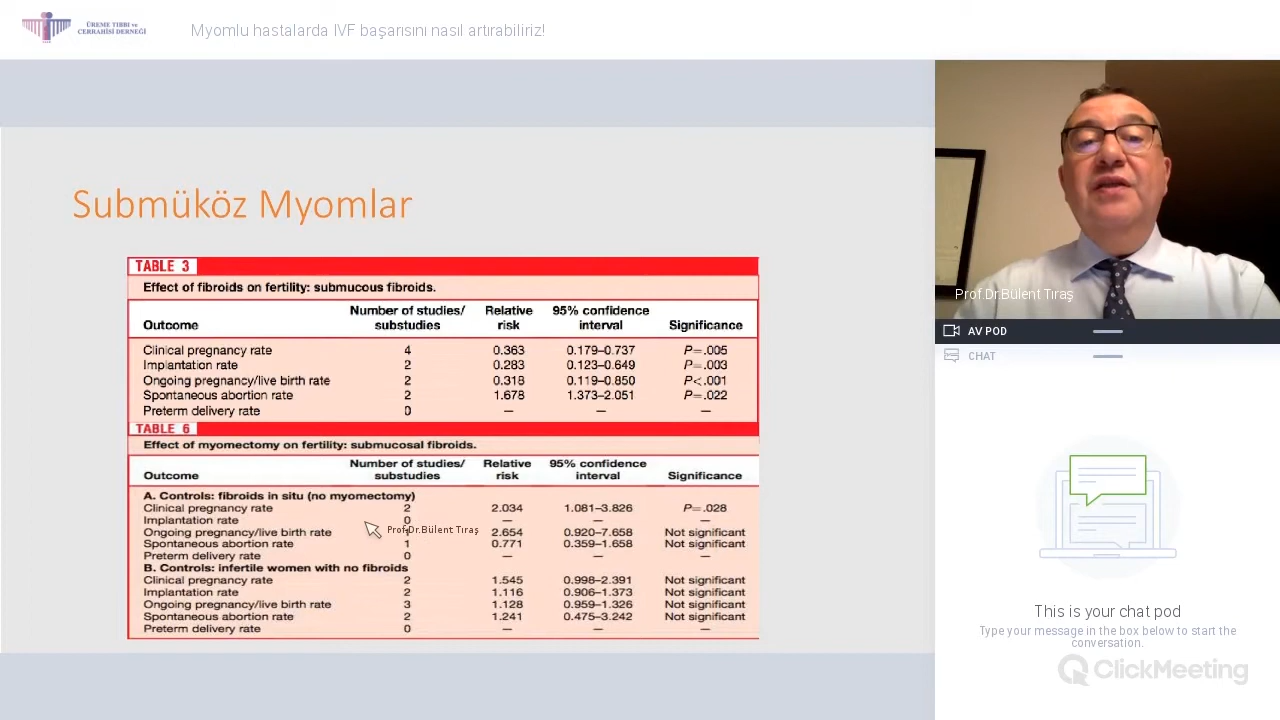 ÜREME TIBBI ve
CERRAHİSİ DERNEĞİ
Myomlu hastalarda IVF başarısını nasıl artırabiliriz!
Submüköz Myomlar
TABLE 3
Effect of fibroids on fertility: submucous fibroids.
Outcome Number of studies/ substudies Relative risk 95% confidence interval Significance
Clinical pregnancy rate 4 0.363 0.179–0.737 P=.005
Implantation rate 2 0.283 0.123–0.649 P=.003
Ongoing pregnancy/live birth rate 2 0.318 0.119–0.850 P<.001
Spontaneous abortion rate 2 1.678 1.373–2.051 P=.022
Preterm delivery rate 0 — — —
TABLE 6
Effect of myomectomy on fertility: submucosal fibroids.
Outcome Number of studies/ substudies Relative risk 95% confidence interval Significance
A. Controls: fibroids in situ (no myomectomy)
Clinical pregnancy rate 2 2.034 1.081–3.826 P=.028
Implantation rate 0 — — —
Prof.Dr.Bülent Tıraş
Ongoing pregnancy/live birth rate 2.654 0.920–7.658 Not significant
Spontaneous abortion rate 1 0.771 0.359–1.658 Not significant
Preterm delivery rate 0 — — —
B. Controls: infertile women with no fibroids
Clinical pregnancy rate 2 1.545 0.998–2.391 Not significant
Implantation rate 2 1.116 0.906–1.373 Not significant
Ongoing pregnancy/live birth rate 3 1.128 0.959–1.326 Not significant
Spontaneous abortion rate 2 1.241 0.475–3.242 Not significant
Preterm delivery rate 0 — — —
Prof.Dr.Bülent Tıraş
AV POD
CHAT
This is your chat pod
Type your message in the box below to start the
conversation.
ClickMeeting